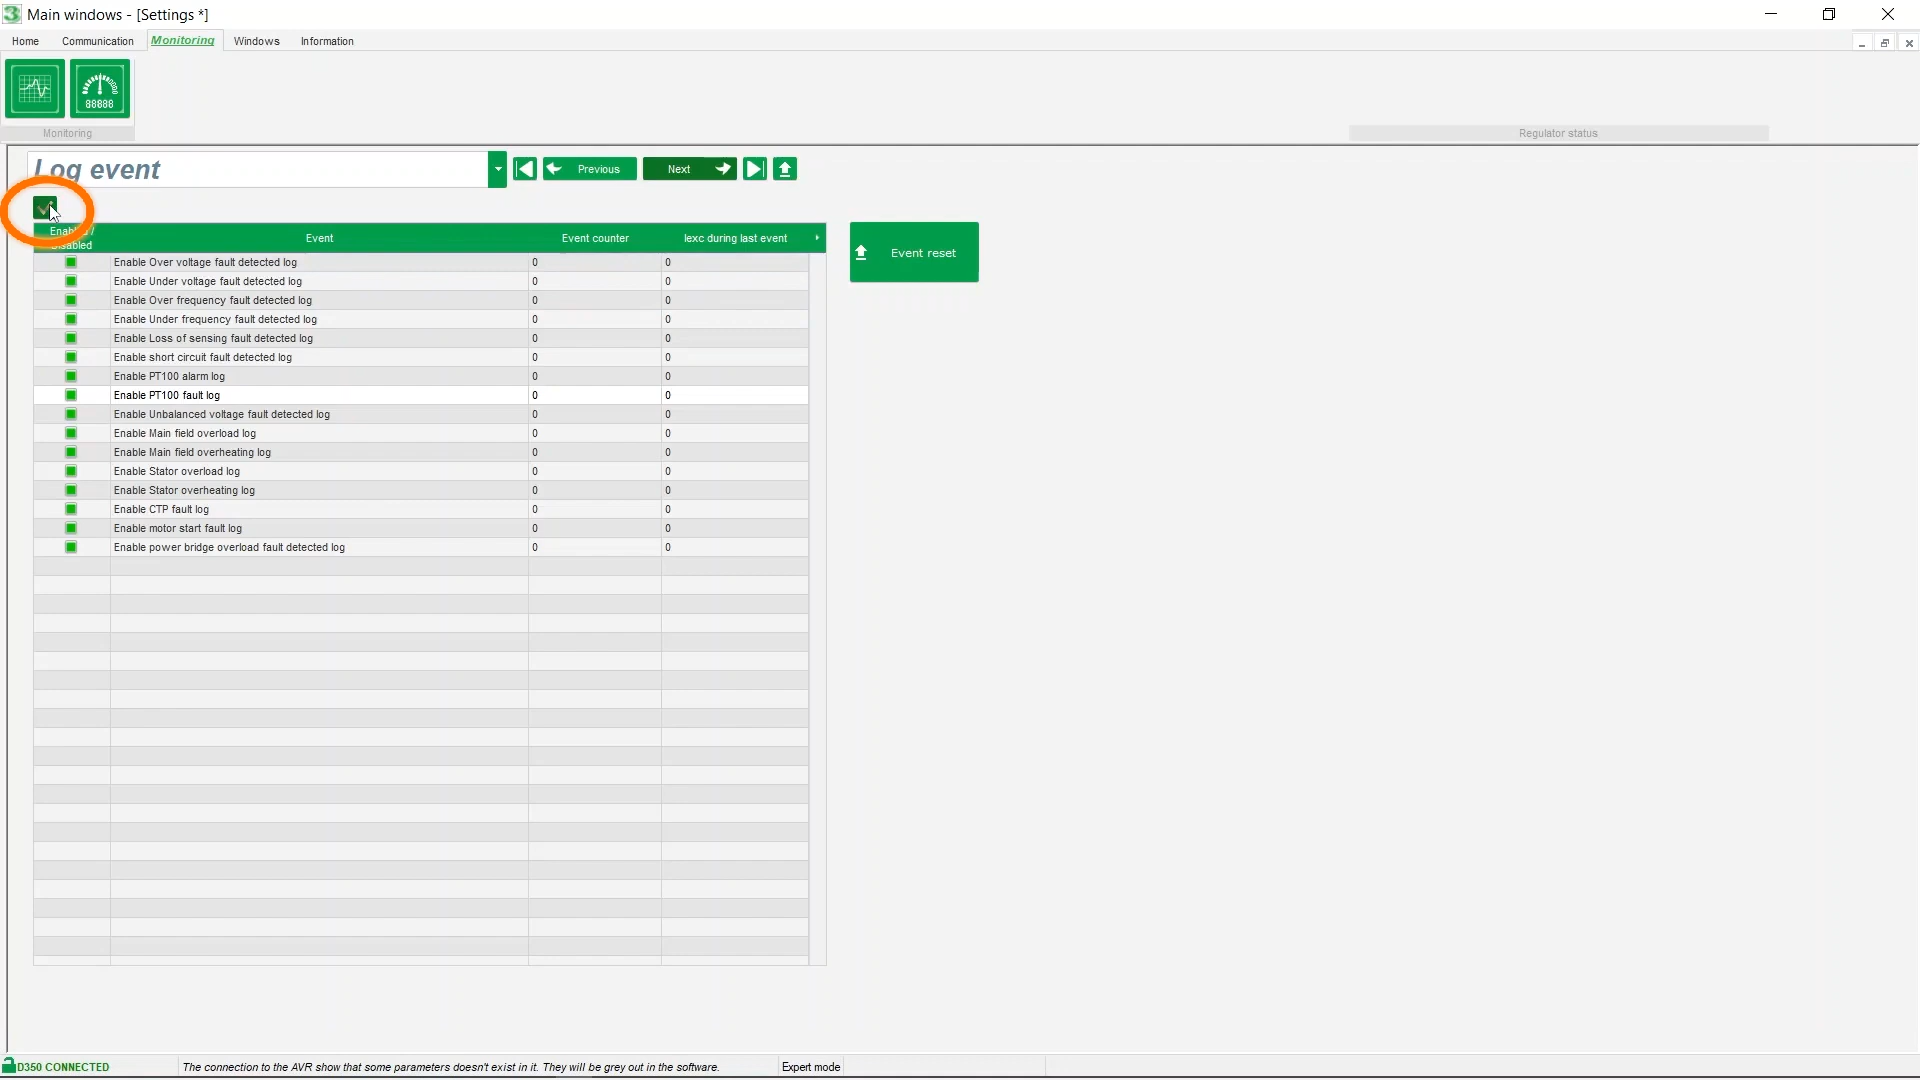 Main windows - [Settings *]
Home Communication Monitoring Windows Information
88888
Monitoring
Regulator status
Log event
Previous
Next
Enabled / Disabled
Event
Event counter
Iexc during last event
Event reset
Enable Over voltage fault detected log 0 0
Enable Under voltage fault detected log 0 0
Enable Over frequency fault detected log 0 0
Enable Under frequency fault detected log 0 0
Enable Loss of sensing fault detected log 0 0
Enable short circuit fault detected log 0 0
Enable PT100 alarm log 0 0
Enable PT100 fault log 0 0
Enable Unbalanced voltage fault detected log 0 0
Enable Main field overload log 0 0
Enable Main field overheating log 0 0
Enable Stator overload log 0 0
Enable Stator overheating log 0 0
Enable CTP fault log 0 0
Enable motor start fault log 0 0
Enable power bridge overload fault detected log 0 0
D350 CONNECTED
The connection to the AVR show that some parameters doesn't exist in it. They will be grey out in the software.
Expert mode